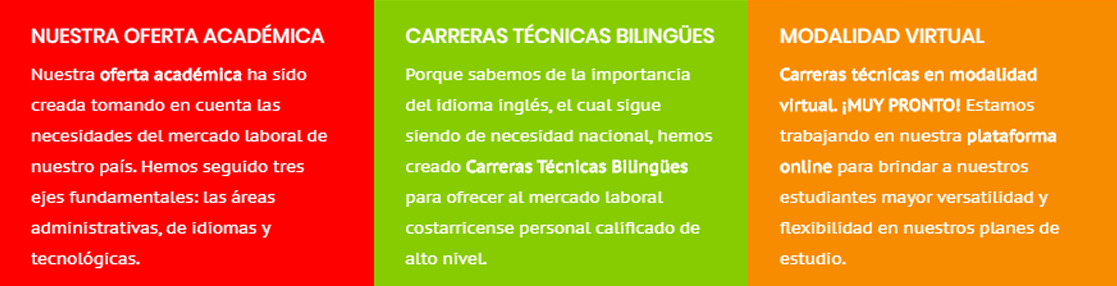 NUESTRA OFERTA ACADÉMICA
Nuestra oferta académica ha sido
creada tomando en cuenta las
necesidades del mercado laboral de
nuestro país. Hemos seguido tres
ejes fundamentales: las áreas
administrativas, de idiomas y
tecnológicas.
CARRERAS TÉCNICAS BILINGÜES
Porque sabemos de la importancia
del idioma inglés, el cual sigue
siendo de necesidad nacional, hemos
creado Carreras Técnicas Bilingües
para ofrecer al mercado laboral
costarricense personal calificado de
alto nivel.
MODALIDAD VIRTUAL
Carreras técnicas en modalidad
virtual. ¡MUY PRONTO! Estamos
trabajando en nuestra plataforma
online para brindar a nuestros
estudiantes mayor versatilidad y
flexibilidad en nuestros planes de
estudio.